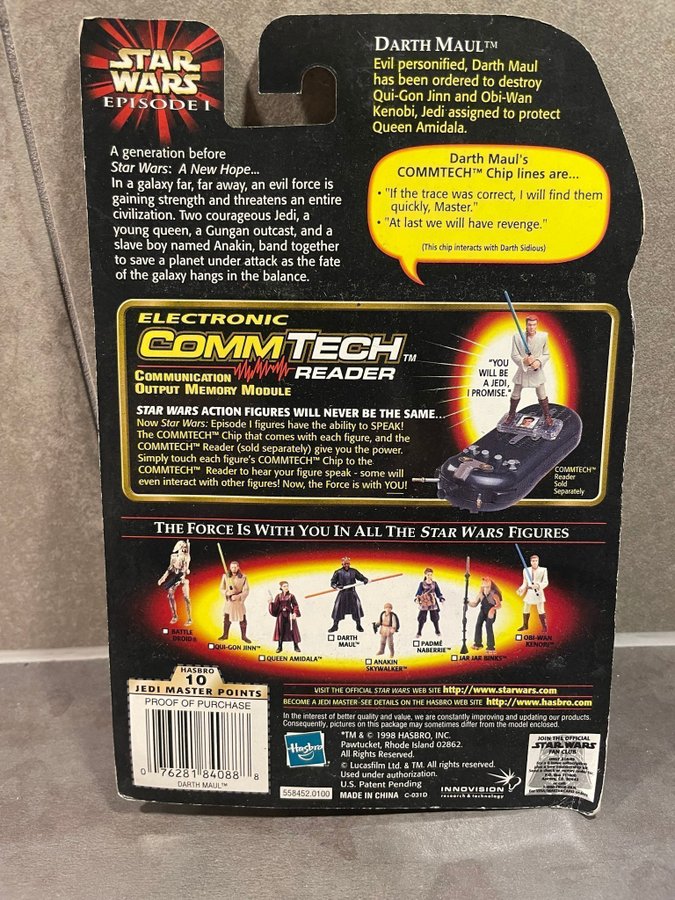 STAR
WARS
EPISODE I
DARTH MAUL™
Evil personified, Darth Maul
has been ordered to destroy
Qui-Gon Jinn and Obi-Wan
Kenobi, Jedi assigned to protect
Queen Amidala.
A generation before
Star Wars: A New Hope...
In a galaxy far, far away, an evil force is
gaining strength and threatens an entire
civilization. Two courageous Jedi, a
young queen, a Gungan outcast, and a
slave boy named Anakin, band together
to save a planet under attack as the fate
of the galaxy hangs in the balance.
Darth Maul's
COMMTECH™ Chip lines are...
• "If the trace was correct, I will find them
quickly, Master."
• "At last we will have revenge."
(This chip interacts with Darth Sidious)
ELECTRONIC
COMMTECH™
READER
COMMUNICATION
OUTPUT MEMORY MODULE
STAR WARS ACTION FIGURES WILL NEVER BE THE SAME...
Now Star Wars: Episode I figures have the ability to SPEAK!
The COMMTECH™ Chip that comes with each figure, and the
COMMTECH™ Reader (sold separately) give you the power.
Simply touch each figure's COMMTECH™ Chip to the
COMMTECH™ Reader to hear your figure speak - some will
even interact with other figures! Now, the Force is with YOU!
"YOU
WILL BE
A JEDI,
I PROMISE."
COMMTECH™
Reader
Sold
Separately
THE FORCE IS WITH YOU IN ALL THE STAR WARS FIGURES
BATTLE
DROID®
QUI-GON JINN™
QUEEN AMIDALA™
DARTH
MAUL™
ANAKIN
SKYWALKER™
PADMÉ
NABERRIE™
JAR JAR BINKS™
OBI-WAN
KENOBI™
HASBRO
10
JEDI MASTER POINTS
PROOF OF PURCHASE
0 76281 84088 8
DARTH MAUL™
VISIT THE OFFICIAL STAR WARS WEB SITE http://www.starwars.com
BECOME A JEDI MASTER-SEE DETAILS ON THE HASBRO WEB SITE http://www.hasbro.com
In the interest of better quality and value, we are constantly improving and updating our products.
Consequently, pictures on this package may sometimes differ from the model enclosed.
Hasbro
®™ & © 1998 HASBRO, INC.
Pawtucket, Rhode Island 02862.
All Rights Reserved.
© Lucasfilm Ltd. & TM. All rights reserved.
Used under authorization.
U.S. Patent Pending
558452.0100
MADE IN CHINA C-031D
INNOVISION
research & technology
JOIN THE OFFICIAL
STAR WARS
FAN CLUB